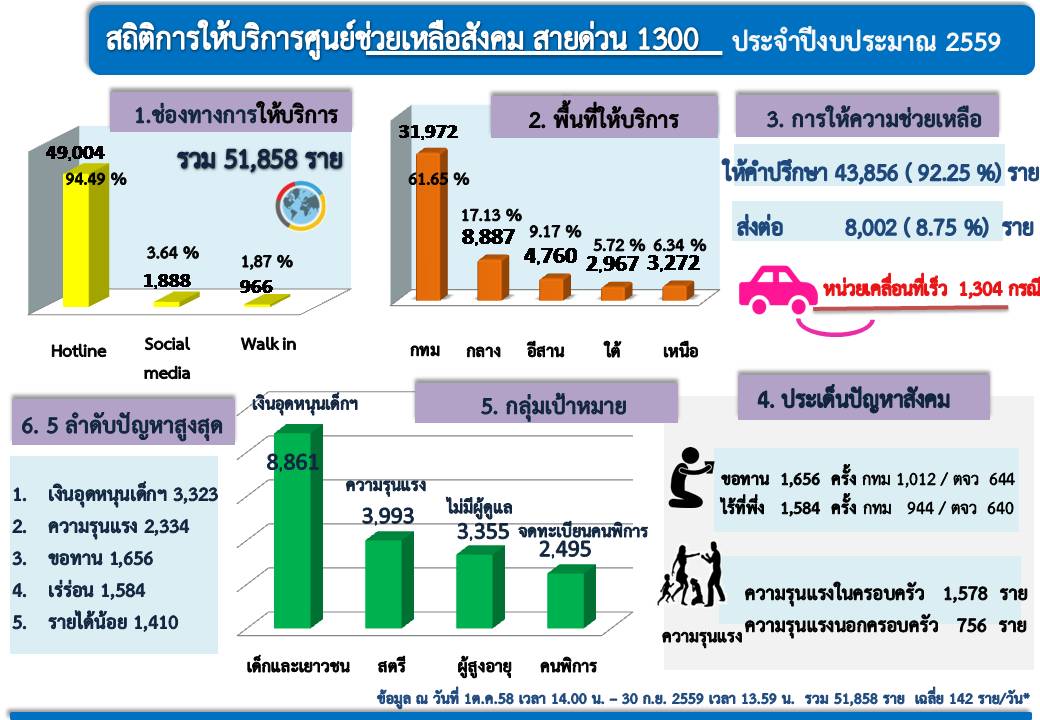 สถิติการให้บริการศูนย์ช่วยเหลือสังคม สายด่วน 1300 ประจำปีงบประมาณ 2559
1.ช่องทางการให้บริการ
รวม 51,858 ราย
49,004
94.49 %
3.64 %
1,888
1,87 %
966
Hotline
Social
media
Walk in
2. พื้นที่ให้บริการ
31,972
61.65 %
17.13 %
8,887
9.17 %
4,760
5.72 %
2,967
6.34 %
3,272
กทม กลาง อีสาน ใต้ เหนือ
3. การให้ความช่วยเหลือ
ให้คำปรึกษา 43,856 ( 92.25 %) ราย
ส่งต่อ 8,002 ( 8.75 %) ราย
หน่วยเคลื่อนที่เร็ว 1,304 กรณี
6. 5 ลำดับปัญหาสูงสุด
1. เงินอุดหนุนเด็กฯ 3,323
2. ความรุนแรง 2,334
3. ขอทาน 1,656
4. เร่ร่อน 1,584
5. รายได้น้อย 1,410
5. กลุ่มเป้าหมาย
เงินอุดหนุนเด็กฯ
8,861
ความรุนแรง
3,993
ไม่มีผู้ดูแล
3,355
จดทะเบียนคนพิการ
2,495
เด็กและเยาวชน สตรี ผู้สูงอายุ คนพิการ
4. ประเด็นปัญหาสังคม
ขอทาน 1,656 ครั้ง กทม 1,012 / ตจว 644
ไร้ที่พึ่ง 1,584 ครั้ง กทม 944 / ตจว 640
ความรุนแรงในครอบครัว 1,578 ราย
ความรุนแรงนอกครอบครัว 756 ราย
ความรุนแรง
ข้อมูล ณ วันที่ 1ต.ค.58 เวลา 14.00 น. – 30 ก.ย. 2559 เวลา 13.59 น. รวม 51,858 ราย เฉลี่ย 142 ราย/วัน*